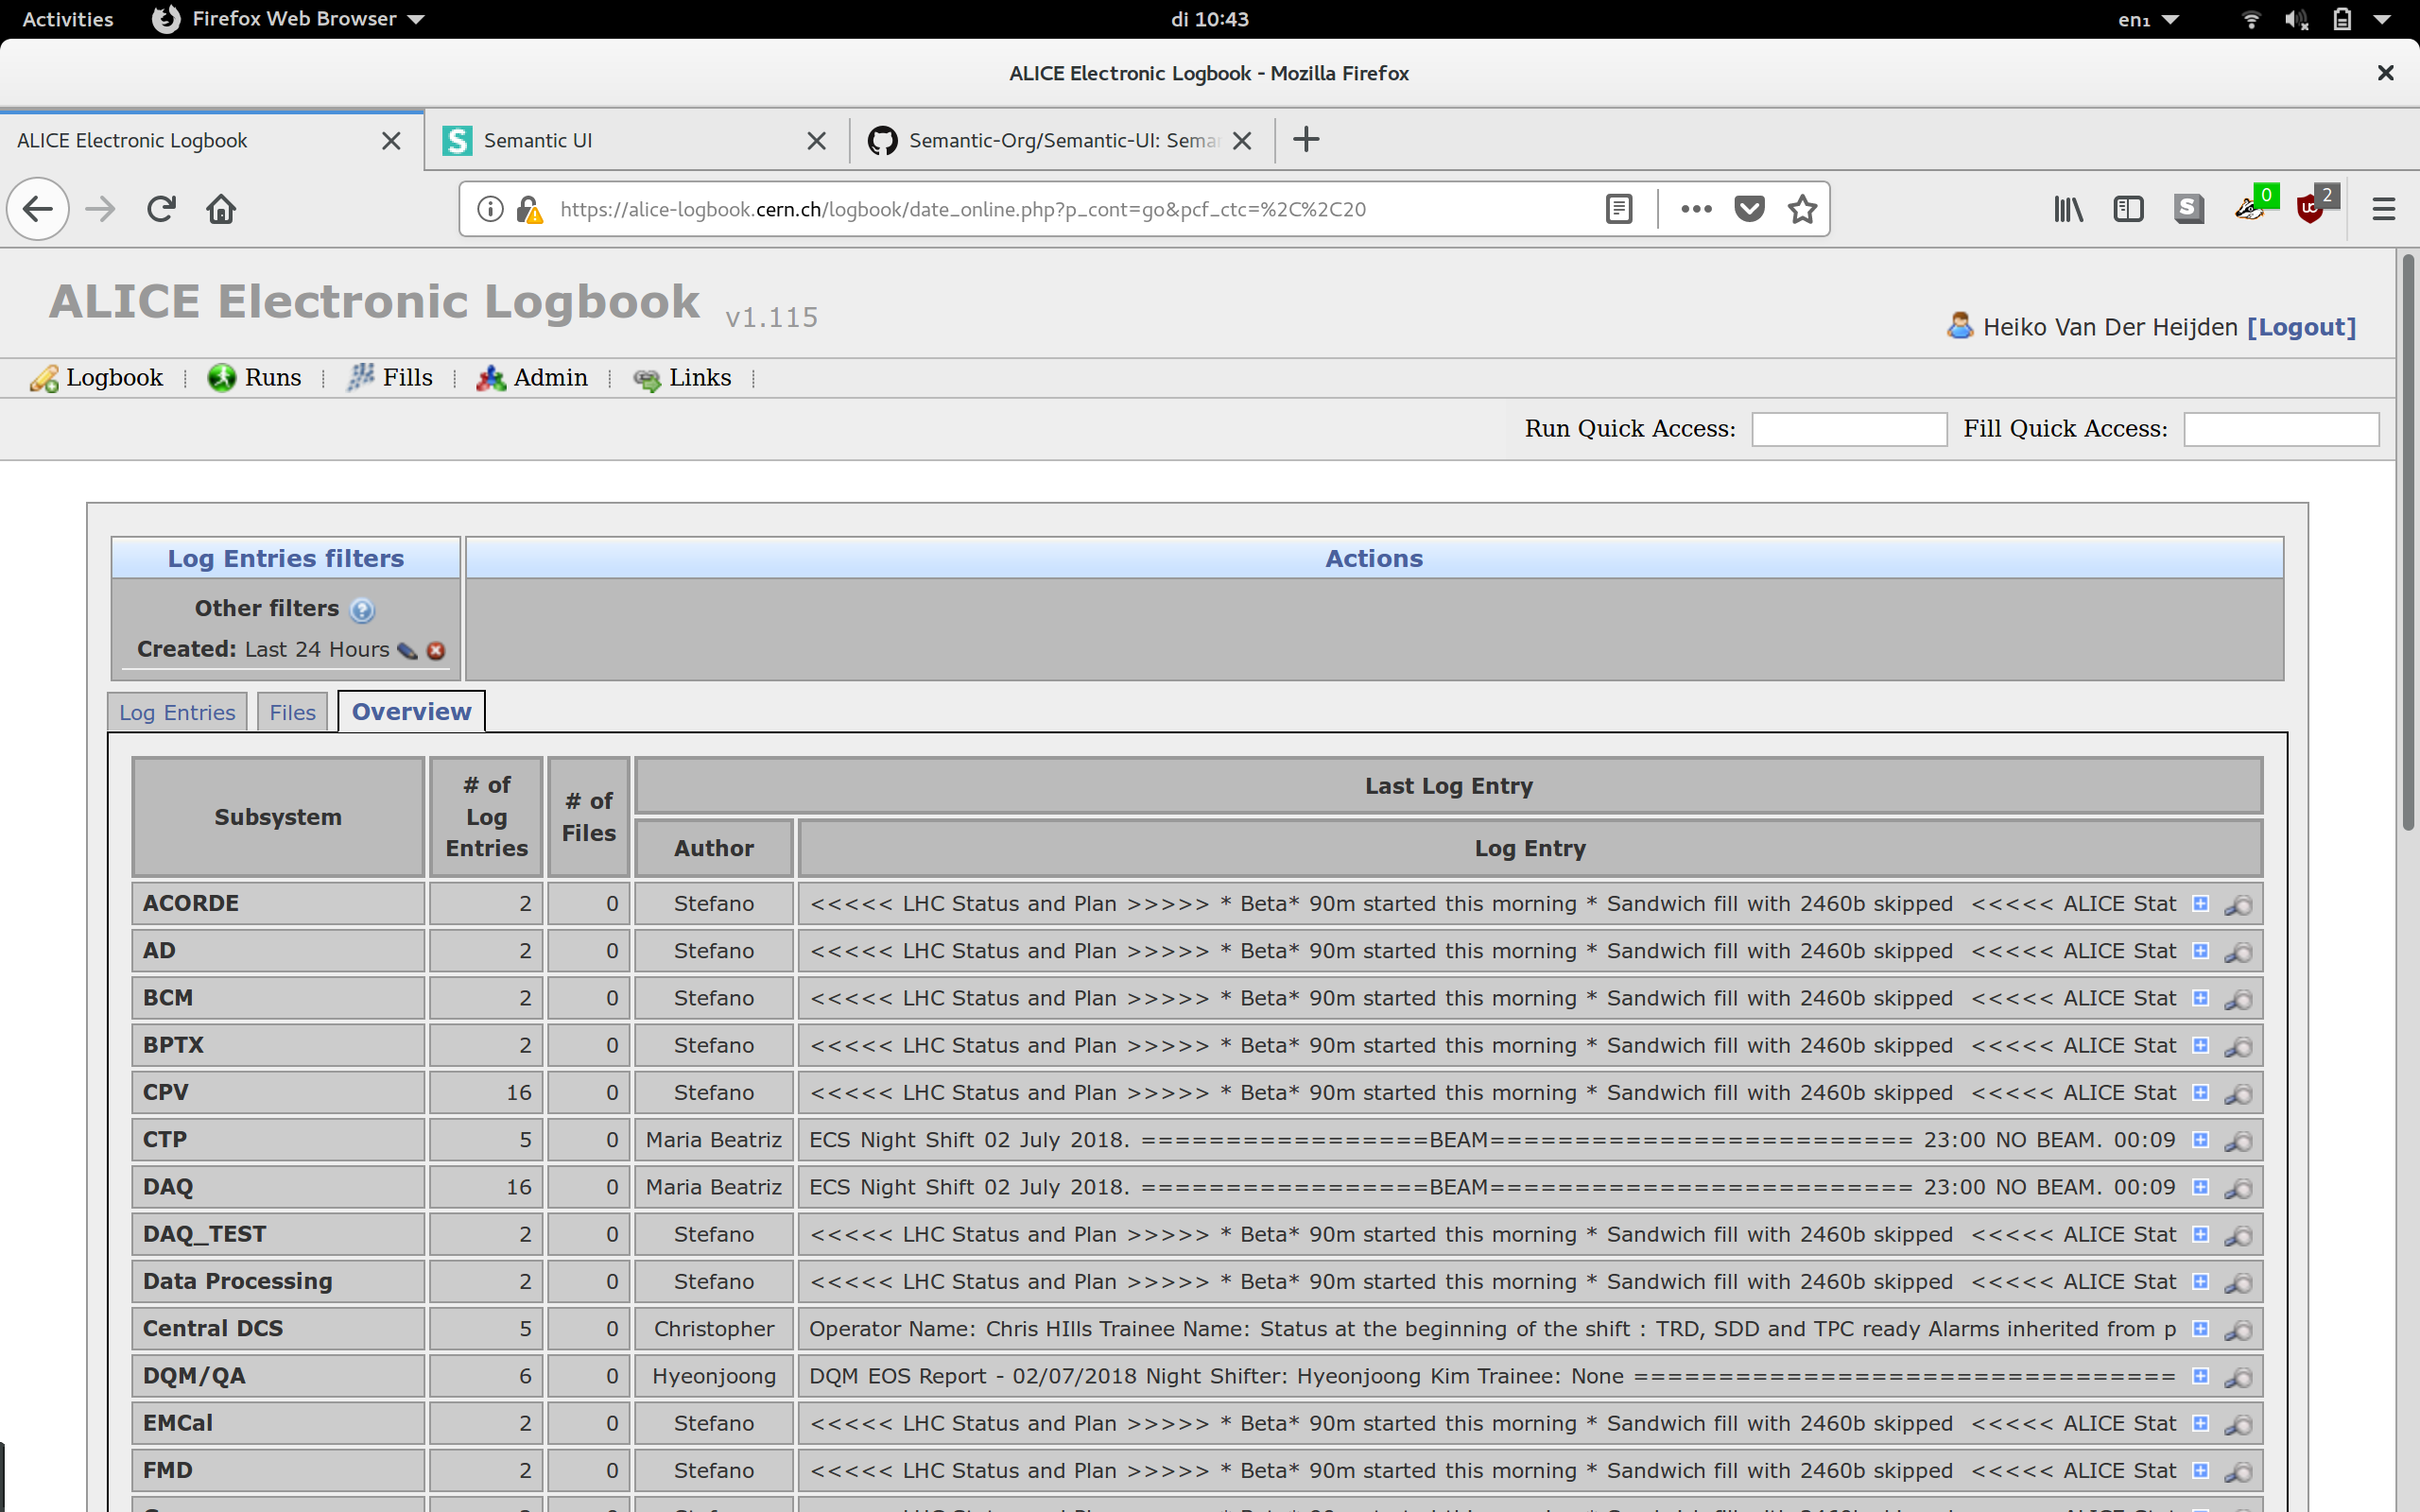 Activities Firefox Web Browser di 10:43 en₁
ALICE Electronic Logbook - Mozilla Firefox
ALICE Electronic Logbook Semantic UI Semantic-Org/Semantic-UI: Sema
https://alice-logbook.cern.ch/logbook/date_online.php?p_cont=go&pcf_ctc=%2C%2C20 S 0 2
ALICE Electronic Logbook v1.115
Heiko Van Der Heijden [Logout]
Logbook Runs Fills Admin Links
Run Quick Access: Fill Quick Access:
Log Entries filters Actions
Other filters ?
Created: Last 24 Hours
Log Entries Files Overview
Subsystem # of Log Entries # of Files Last Log Entry
Author Log Entry
ACORDE 2 0 Stefano <<<<< LHC Status and Plan >>>>> * Beta* 90m started this morning * Sandwich fill with 2460b skipped <<<<< ALICE Stat
AD 2 0 Stefano <<<<< LHC Status and Plan >>>>> * Beta* 90m started this morning * Sandwich fill with 2460b skipped <<<<< ALICE Stat
BCM 2 0 Stefano <<<<< LHC Status and Plan >>>>> * Beta* 90m started this morning * Sandwich fill with 2460b skipped <<<<< ALICE Stat
BPTX 2 0 Stefano <<<<< LHC Status and Plan >>>>> * Beta* 90m started this morning * Sandwich fill with 2460b skipped <<<<< ALICE Stat
CPV 16 0 Stefano <<<<< LHC Status and Plan >>>>> * Beta* 90m started this morning * Sandwich fill with 2460b skipped <<<<< ALICE Stat
CTP 5 0 Maria Beatriz ECS Night Shift 02 July 2018. =================BEAM========================= 23:00 NO BEAM. 00:09
DAQ 16 0 Maria Beatriz ECS Night Shift 02 July 2018. =================BEAM========================= 23:00 NO BEAM. 00:09
DAQ_TEST 2 0 Stefano <<<<< LHC Status and Plan >>>>> * Beta* 90m started this morning * Sandwich fill with 2460b skipped <<<<< ALICE Stat
Data Processing 2 0 Stefano <<<<< LHC Status and Plan >>>>> * Beta* 90m started this morning * Sandwich fill with 2460b skipped <<<<< ALICE Stat
Central DCS 5 0 Christopher Operator Name: Chris HIlls Trainee Name: Status at the beginning of the shift : TRD, SDD and TPC ready Alarms inherited from p
DQM/QA 6 0 Hyeonjoong DQM EOS Report - 02/07/2018 Night Shifter: Hyeonjoong Kim Trainee: None ================================
EMCal 2 0 Stefano <<<<< LHC Status and Plan >>>>> * Beta* 90m started this morning * Sandwich fill with 2460b skipped <<<<< ALICE Stat
FMD 2 0 Stefano <<<<< LHC Status and Plan >>>>> * Beta* 90m started this morning * Sandwich fill with 2460b skipped <<<<< ALICE Stat